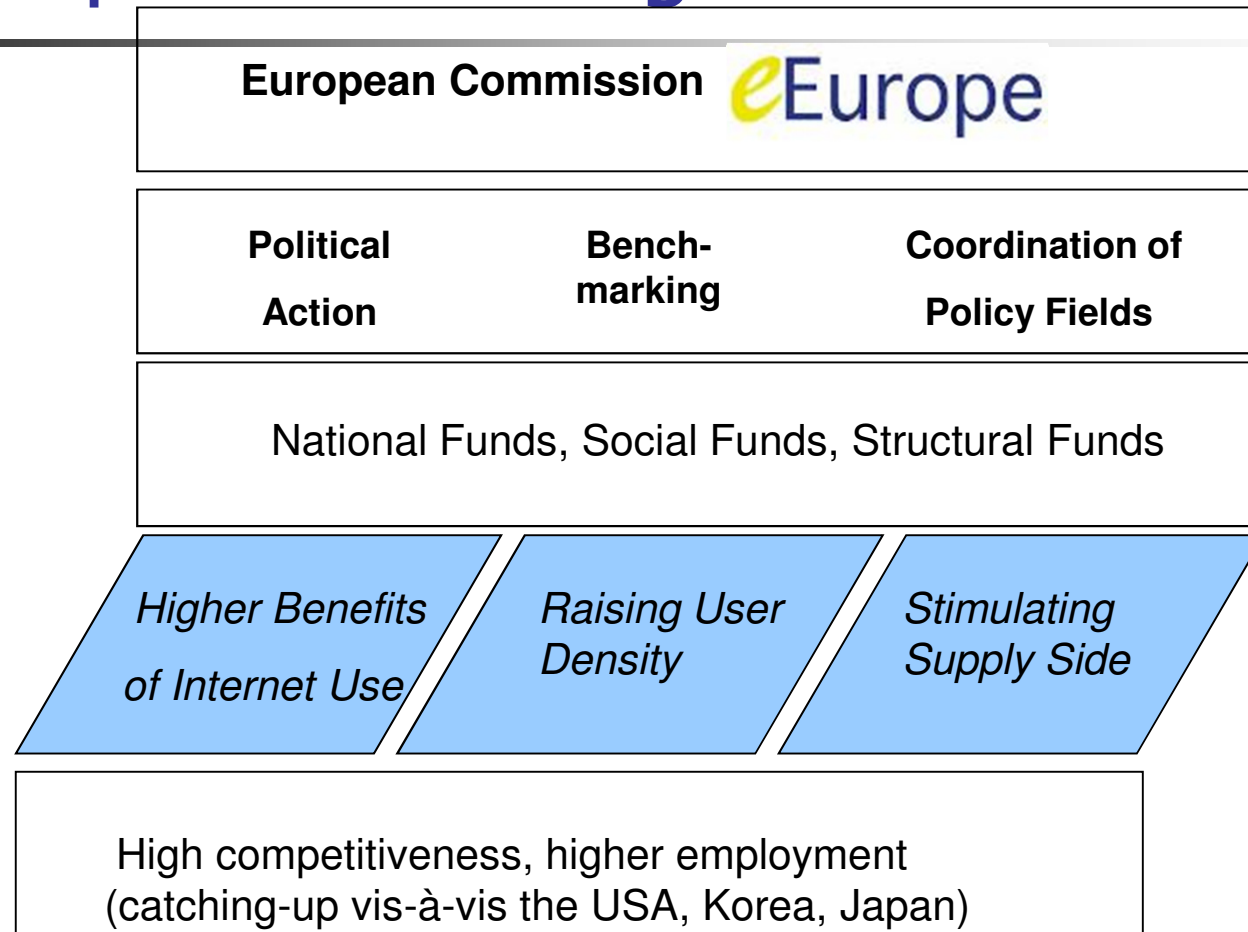 European Commission eEurope
Political
Action
Bench-
marking
Coordination of
Policy Fields
National Funds, Social Funds, Structural Funds
Higher Benefits
of Internet Use
Raising User
Density
Stimulating
Supply Side
High competitiveness, higher employment
(catching-up vis-à-vis the USA, Korea, Japan)